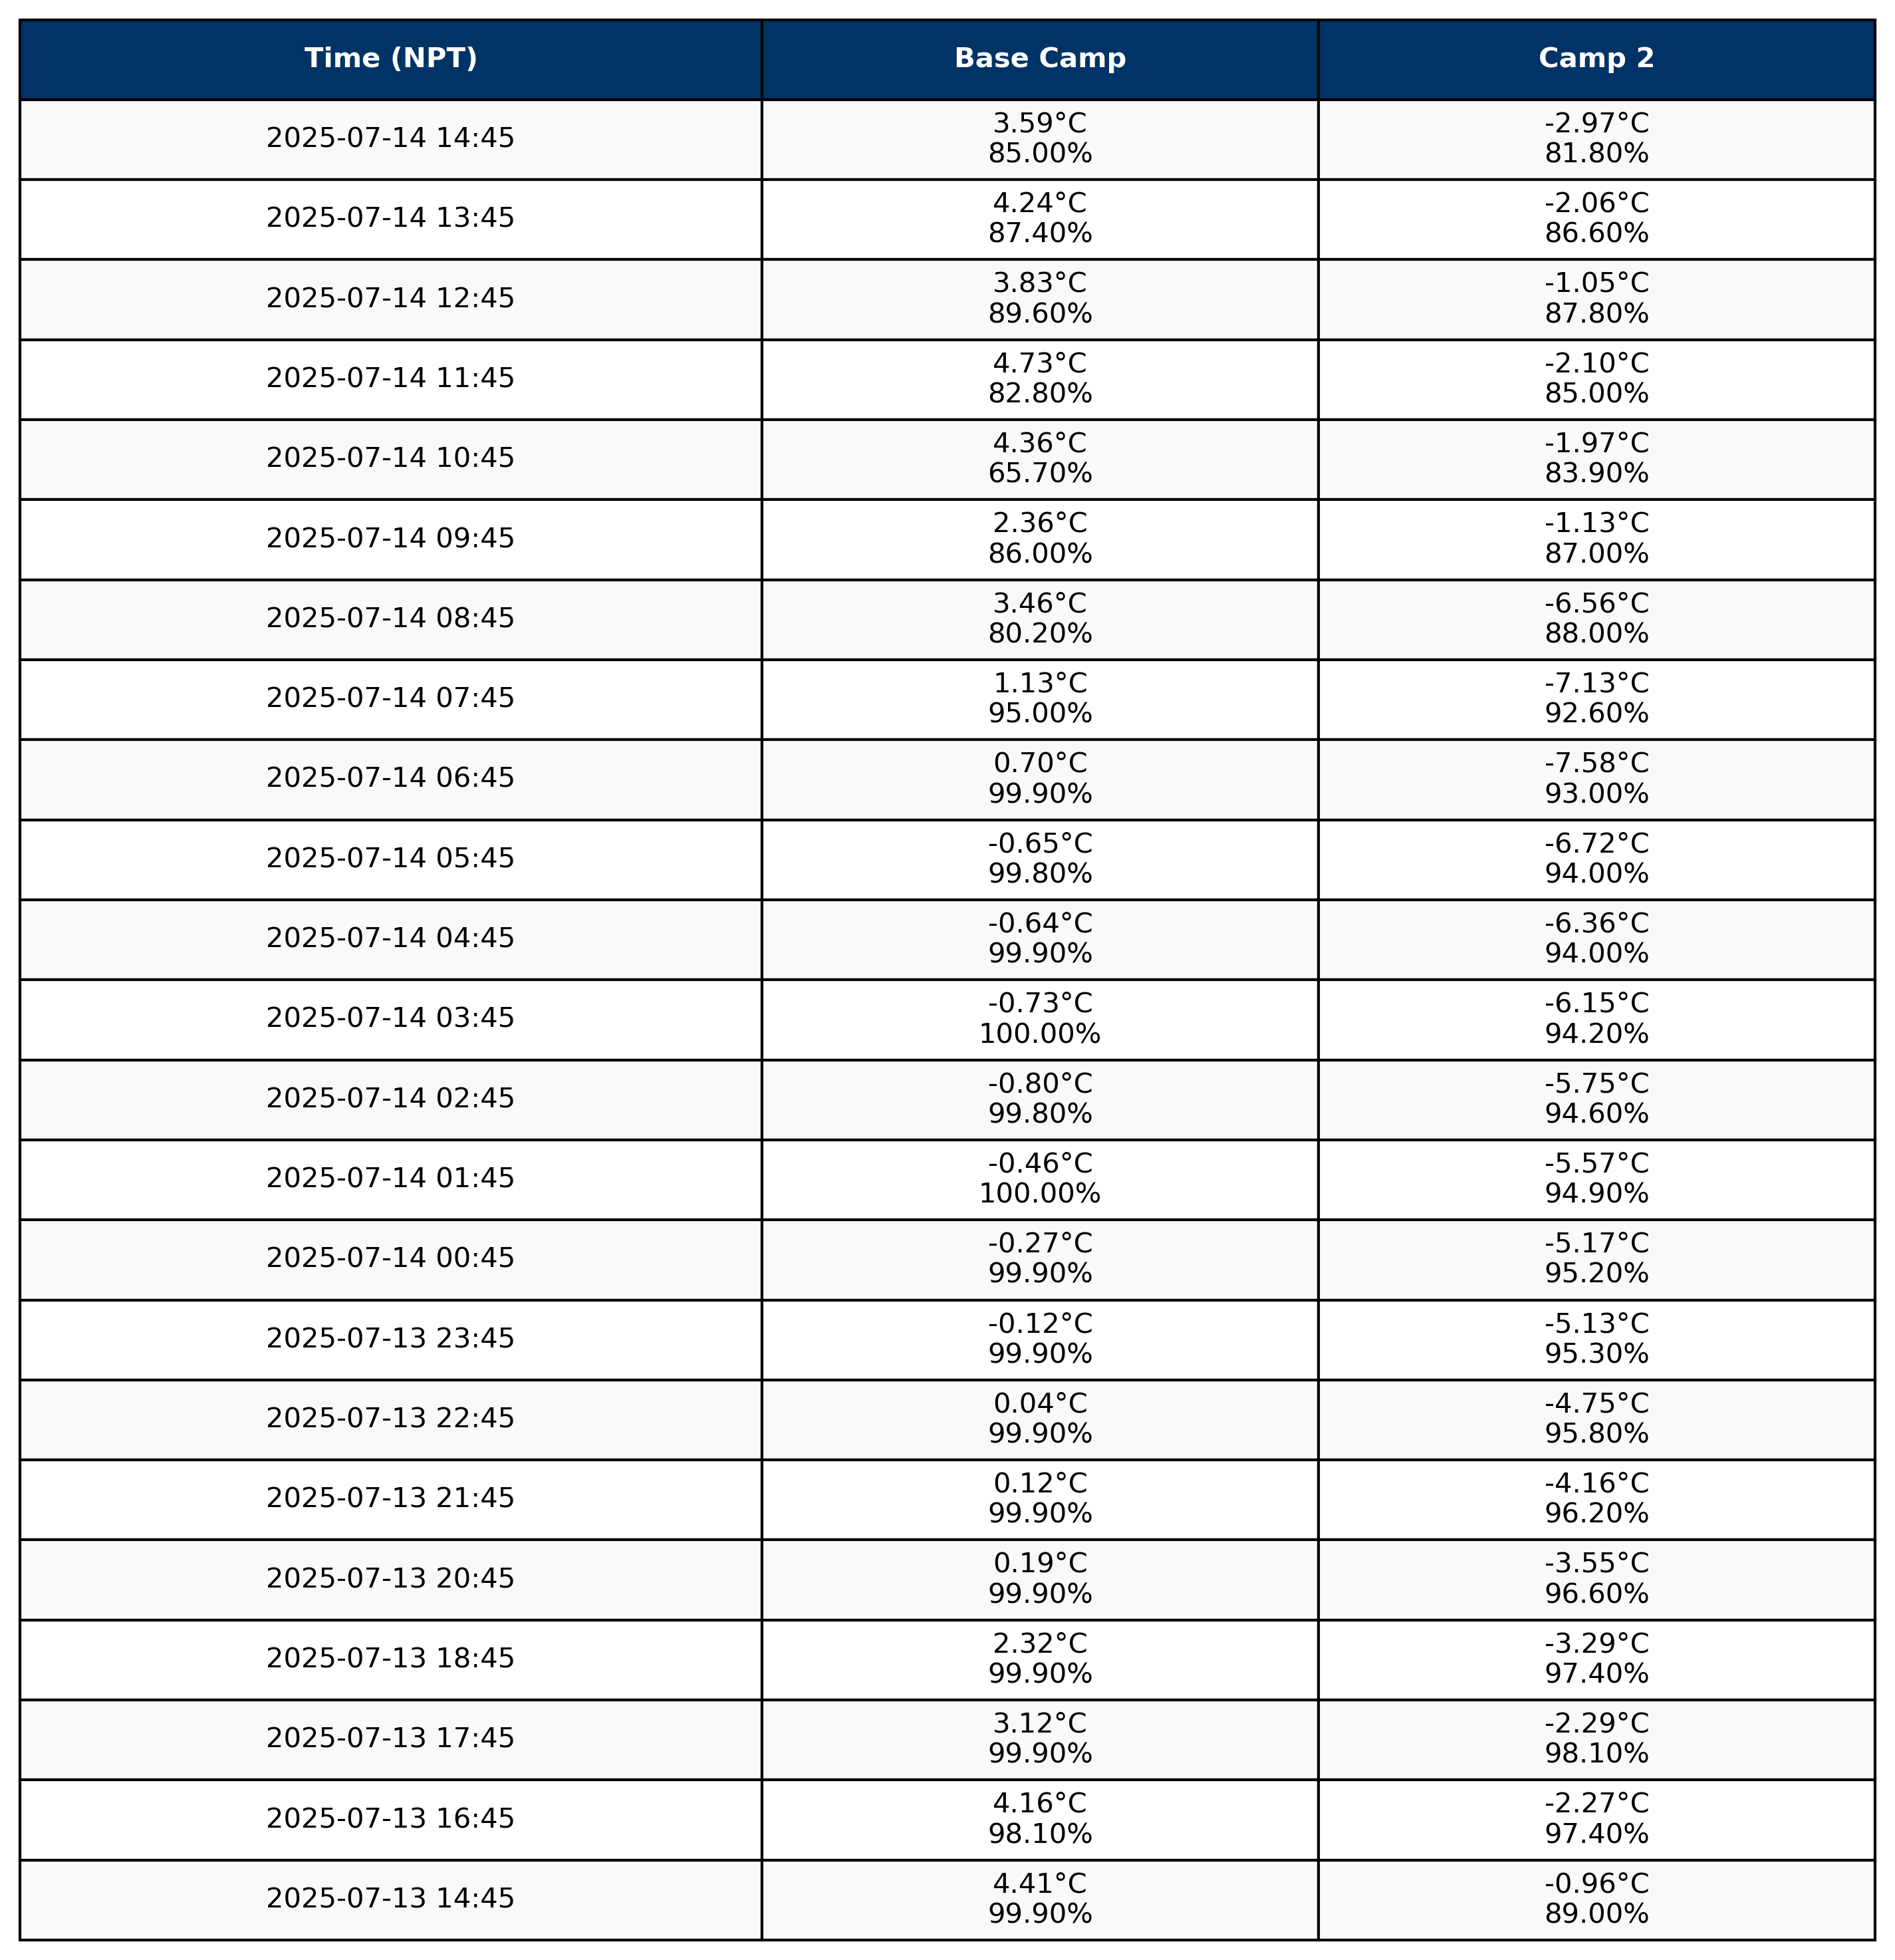 Time (NPT) Base Camp Camp 2
2025-07-14 14:45
3.59°C
85.00%
-2.97°C
81.80%
2025-07-14 13:45
4.24°C
87.40%
-2.06°C
86.60%
2025-07-14 12:45
3.83°C
89.60%
-1.05°C
87.80%
2025-07-14 11:45
4.73°C
82.80%
-2.10°C
85.00%
2025-07-14 10:45
4.36°C
65.70%
-1.97°C
83.90%
2025-07-14 09:45
2.36°C
86.00%
-1.13°C
87.00%
2025-07-14 08:45
3.46°C
80.20%
-6.56°C
88.00%
2025-07-14 07:45
1.13°C
95.00%
-7.13°C
92.60%
2025-07-14 06:45
0.70°C
99.90%
-7.58°C
93.00%
2025-07-14 05:45
-0.65°C
99.80%
-6.72°C
94.00%
2025-07-14 04:45
-0.64°C
99.90%
-6.36°C
94.00%
2025-07-14 03:45
-0.73°C
100.00%
-6.15°C
94.20%
2025-07-14 02:45
-0.80°C
99.80%
-5.75°C
94.60%
2025-07-14 01:45
-0.46°C
100.00%
-5.57°C
94.90%
2025-07-14 00:45
-0.27°C
99.90%
-5.17°C
95.20%
2025-07-13 23:45
-0.12°C
99.90%
-5.13°C
95.30%
2025-07-13 22:45
0.04°C
99.90%
-4.75°C
95.80%
2025-07-13 21:45
0.12°C
99.90%
-4.16°C
96.20%
2025-07-13 20:45
0.19°C
99.90%
-3.55°C
96.60%
2025-07-13 18:45
2.32°C
99.90%
-3.29°C
97.40%
2025-07-13 17:45
3.12°C
99.90%
-2.29°C
98.10%
2025-07-13 16:45
4.16°C
98.10%
-2.27°C
97.40%
2025-07-13 14:45
4.41°C
99.90%
-0.96°C
89.00%